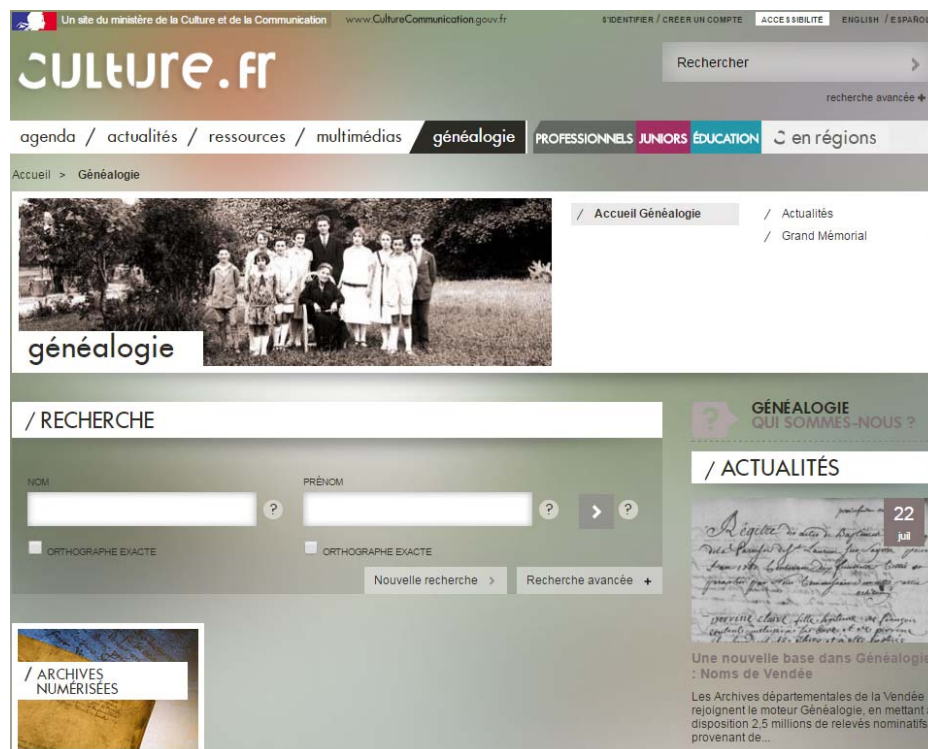 Un site du ministère de la Culture et de la Communication www.CultureCommunication.gouv.fr S'IDENTIFIER / CRÉER UN COMPTE ACCESSIBILITÉ ENGLISH / ESPAÑOL
culture.fr
Rechercher
recherche avancée +
agenda / actualités / ressources / multimédias / généalogie PROFESSIONNELS JUNIORS ÉDUCATION en régions
Accueil > Généalogie
/ Accueil Généalogie
/ Actualités
/ Grand Mémorial
généalogie
/ RECHERCHE
NOM
PRÉNOM
? ? > ?
ORTHOGRAPHE EXACTE
ORTHOGRAPHE EXACTE
Nouvelle recherche >
Recherche avancée +
/ ARCHIVES
NUMÉRISÉES
? GÉNÉALOGIE
QUI SOMMES-NOUS ?
/ ACTUALITÉS
22
juil
Une nouvelle base dans Généalogie
: Noms de Vendée
Les Archives départementales de la Vendée
rejoignent le moteur Généalogie, en mettant à
disposition 2,5 millions de relevés nominatifs
provenant de...